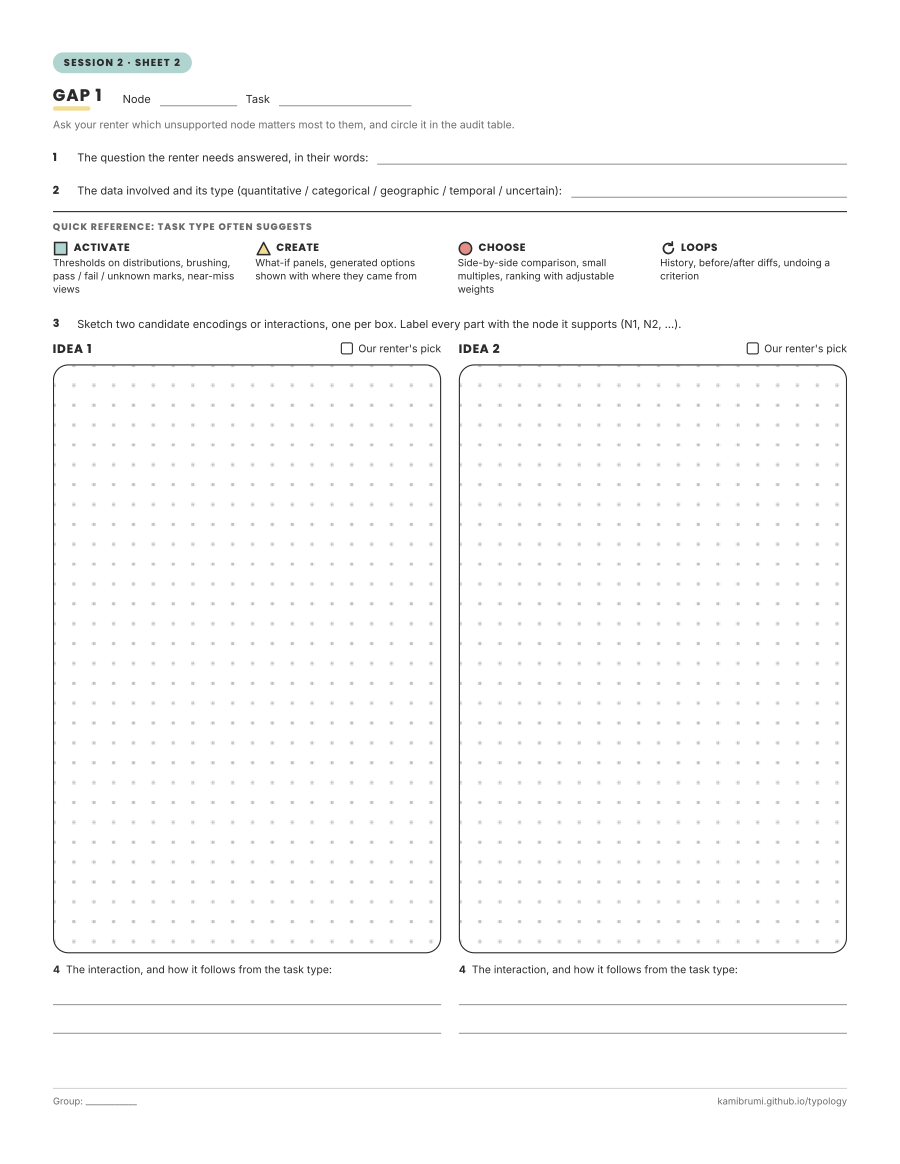 SESSION 2 · SHEET 2
GAP 1 Node ____________ Task ____________
Ask your renter which unsupported node matters most to them, and circle it in the audit table.
1 The question the renter needs answered, in their words:
2 The data involved and its type (quantitative / categorical / geographic / temporal / uncertain):
QUICK REFERENCE: TASK TYPE OFTEN SUGGESTS
ACTIVATE
Thresholds on distributions, brushing,
pass / fail / unknown marks, near-miss
views
CREATE
What-if panels, generated options
shown with where they came from
CHOOSE
Side-by-side comparison, small
multiples, ranking with adjustable
weights
LOOPS
History, before/after diffs, undoing a
criterion
3 Sketch two candidate encodings or interactions, one per box. Label every part with the node it supports (N1, N2, ...).
IDEA 1 Our renter's pick
IDEA 2 Our renter's pick
4 The interaction, and how it follows from the task type:
4 The interaction, and how it follows from the task type:
Group: __________
kamibrumi.github.io/typology